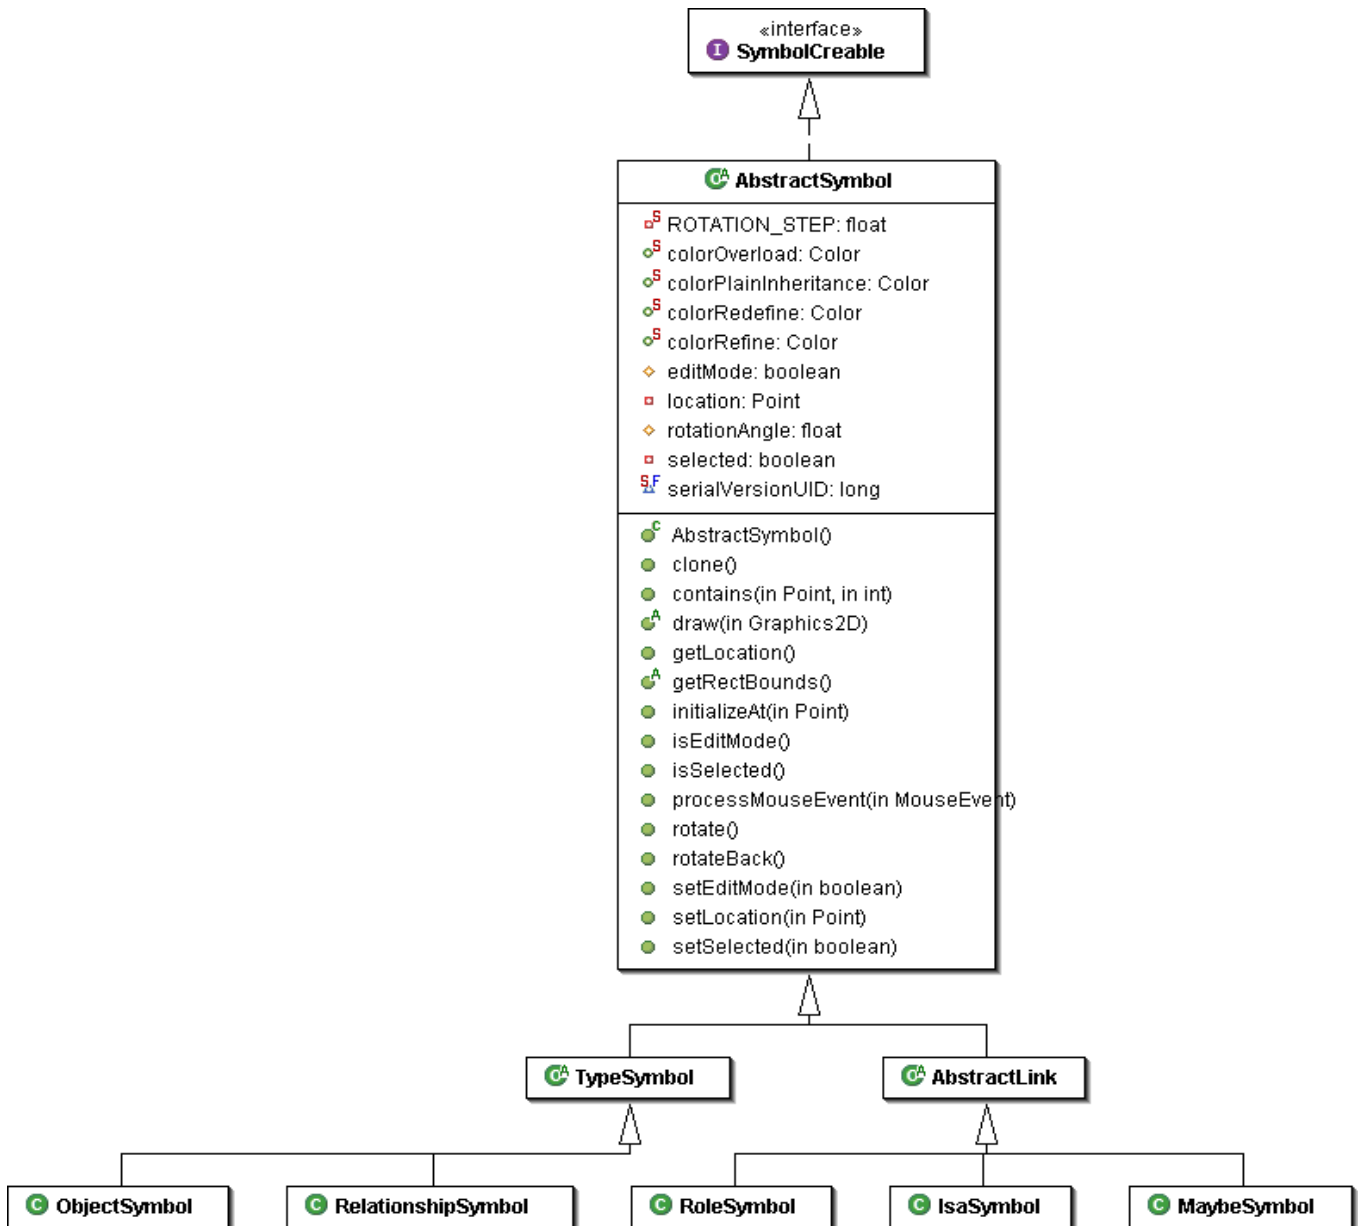 «interface»
SymbolCreable
AbstractSymbol
ROTATION_STEP: float
colorOverload: Color
colorPlainInheritance: Color
colorRedefine: Color
colorRefine: Color
editMode: boolean
location: Point
rotationAngle: float
selected: boolean
serialVersionUID: long
AbstractSymbol()
clone()
contains(in Point, in int)
draw(in Graphics2D)
getLocation()
getRectBounds()
initializeAt(in Point)
isEditMode()
isSelected()
processMouseEvent(in MouseEvent)
rotate()
rotateBack()
setEditMode(in boolean)
setLocation(in Point)
setSelected(in boolean)
TypeSymbol AbstractLink
ObjectSymbol RelationshipSymbol RoleSymbol IsaSymbol MaybeSymbol